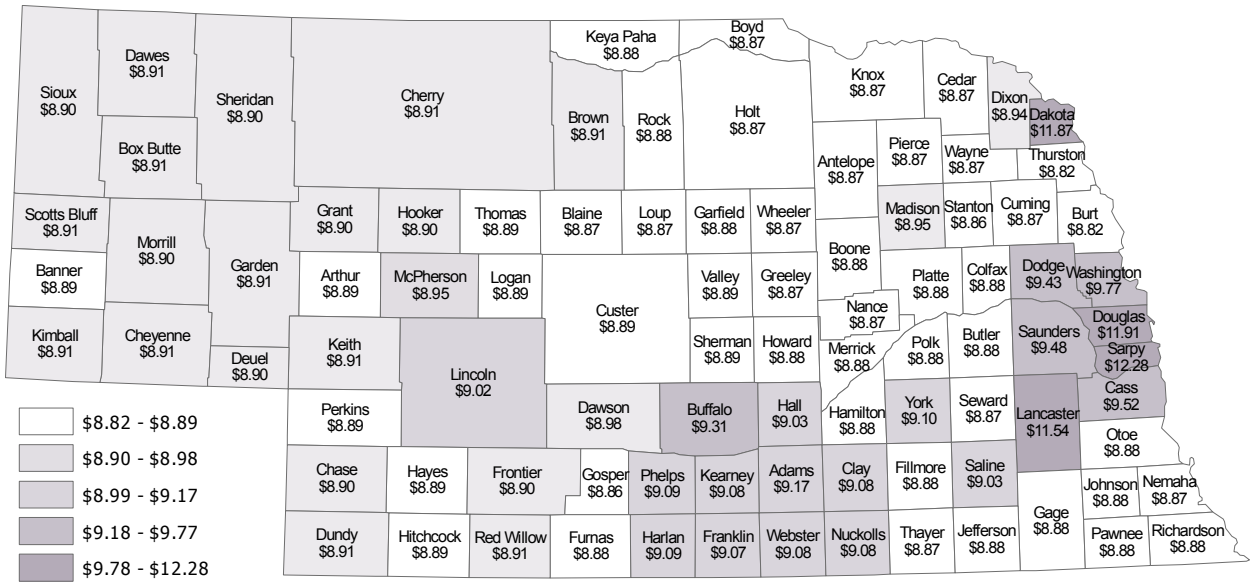 Keya Paha
$8.88
Boyd
$8.87
Dawes
$8.91
Sioux
$8.90
Sheridan
$8.90
Cherry
$8.91
Brown
$8.91
Rock
$8.88
Holt
$8.87
Knox
$8.87
Cedar
$8.87
Dixon
$8.94
Dakota
$11.87
Box Butte
$8.91
Antelope
$8.87
Pierce
$8.87
Wayne
$8.87
Thurston
$8.82
Scotts Bluff
$8.91
Morrill
$8.90
Grant
$8.90
Hooker
$8.90
Thomas
$8.89
Blaine
$8.87
Loup
$8.87
Garfield
$8.88
Wheeler
$8.87
Madison
$8.95
Stanton
$8.86
Cuming
$8.87
Burt
$8.82
Banner
$8.89
Garden
$8.91
Arthur
$8.89
McPherson
$8.95
Logan
$8.89
Custer
$8.89
Valley
$8.89
Greeley
$8.87
Boone
$8.88
Platte
$8.88
Colfax
$8.88
Dodge
$9.43
Washington
$9.77
Nance
$8.87
Douglas
$11.91
Kimball
$8.91
Cheyenne
$8.91
Deuel
$8.90
Keith
$8.91
Lincoln
$9.02
Sherman
$8.89
Howard
$8.88
Merrick
$8.88
Polk
$8.88
Butler
$8.88
Saunders
$9.48
Sarpy
$12.28
Cass
$9.52
Perkins
$8.89
Dawson
$8.98
Buffalo
$9.31
Hall
$9.03
Hamilton
$8.88
York
$9.10
Seward
$8.87
Lancaster
$11.54
Otoe
$8.88
Chase
$8.90
Hayes
$8.89
Frontier
$8.90
Gosper
$8.86
Phelps
$9.09
Kearney
$9.08
Adams
$9.17
Clay
$9.08
Fillmore
$8.88
Saline
$9.03
Gage
$8.88
Johnson
$8.88
Nemaha
$8.87
Dundy
$8.91
Hitchcock
$8.89
Red Willow
$8.91
Furnas
$8.88
Harlan
$9.09
Franklin
$9.07
Webster
$9.08
Nuckolls
$9.08
Thayer
$8.87
Jefferson
$8.88
Pawnee
$8.88
Richardson
$8.88
$8.82 - $8.89
$8.90 - $8.98
$8.99 - $9.17
$9.18 - $9.77
$9.78 - $12.28